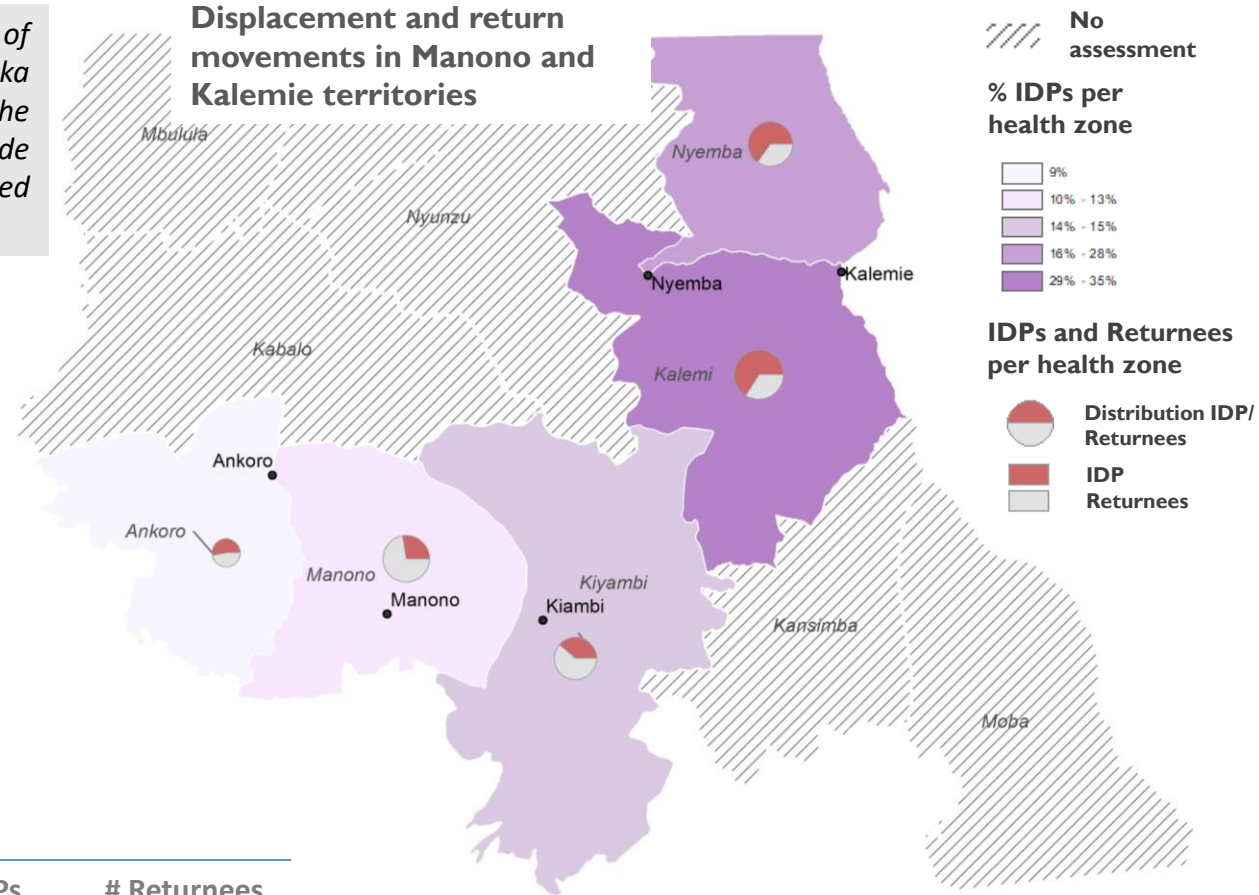 of
ka
he
de
ed
Displacement and return
movements in Manono and
Kalemie territories
No
assessment
% IDPs per
health zone
9%
10% - 13%
14% - 15%
16% - 28%
29% - 35%
IDPs and Returnees
per health zone
Distribution IDP/
Returnees
IDP
Returnees
Mbulula
Nyemba
Nyunzu
Nyemba
Kalemie
Kabalo
Kalemi
Ankoro
Ankoro
Manono
Manono
Kiyambi
Kiambi
Kansimba
Moba
Ps
# Returnees